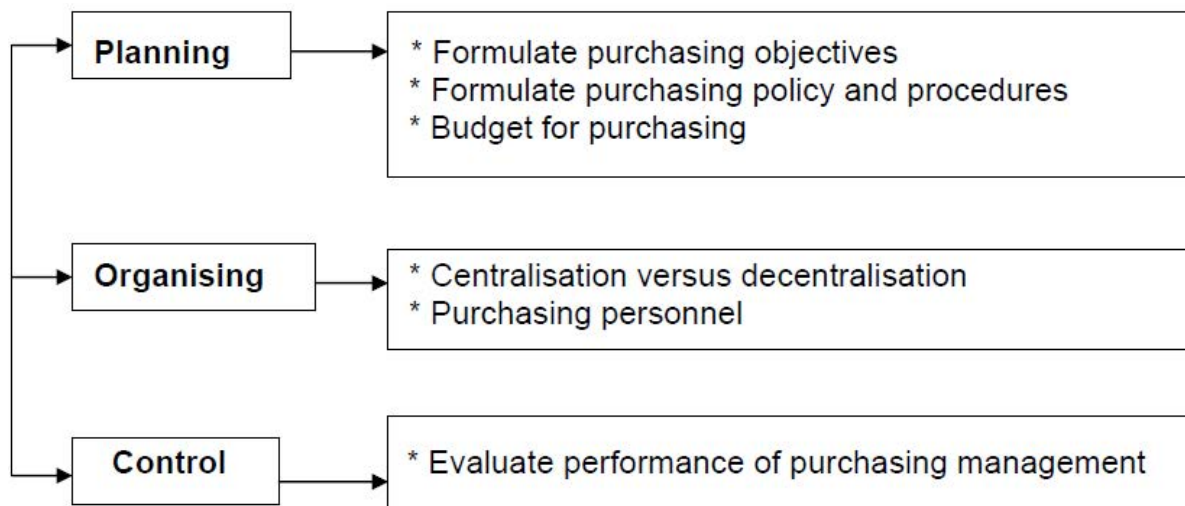 Planning
* Formulate purchasing objectives
* Formulate purchasing policy and procedures
* Budget for purchasing
Organising
* Centralisation versus decentralisation
* Purchasing personnel
Control
* Evaluate performance of purchasing management